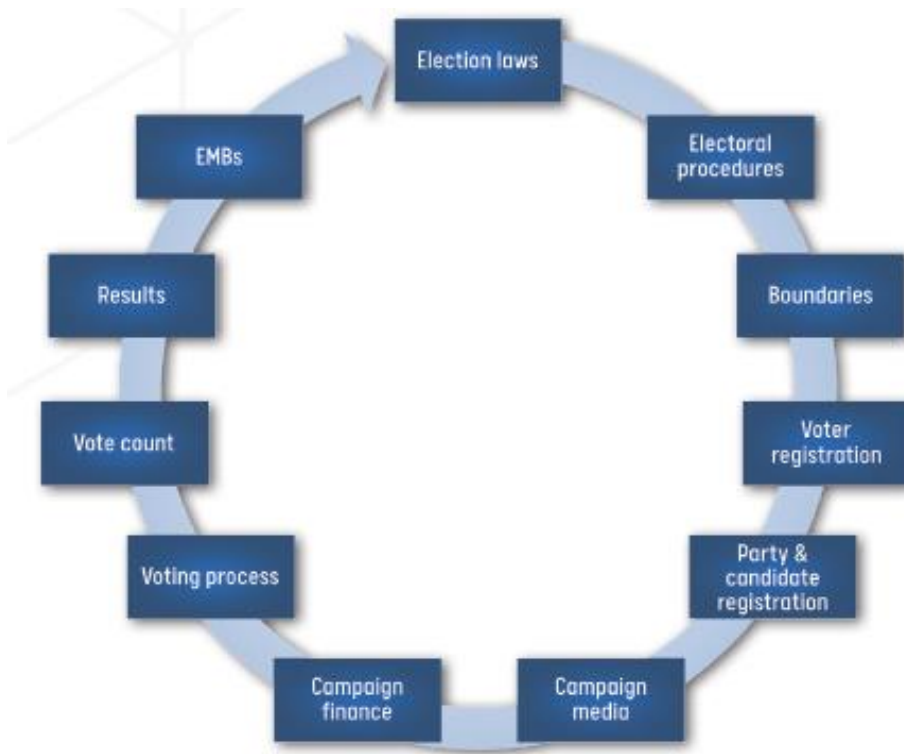 Election laws
Electoral
procedures
Boundaries
Voter
registration
Party &
candidate
registration
Campaign
media
Campaign
finance
Voting process
Vote count
Results
EMBs